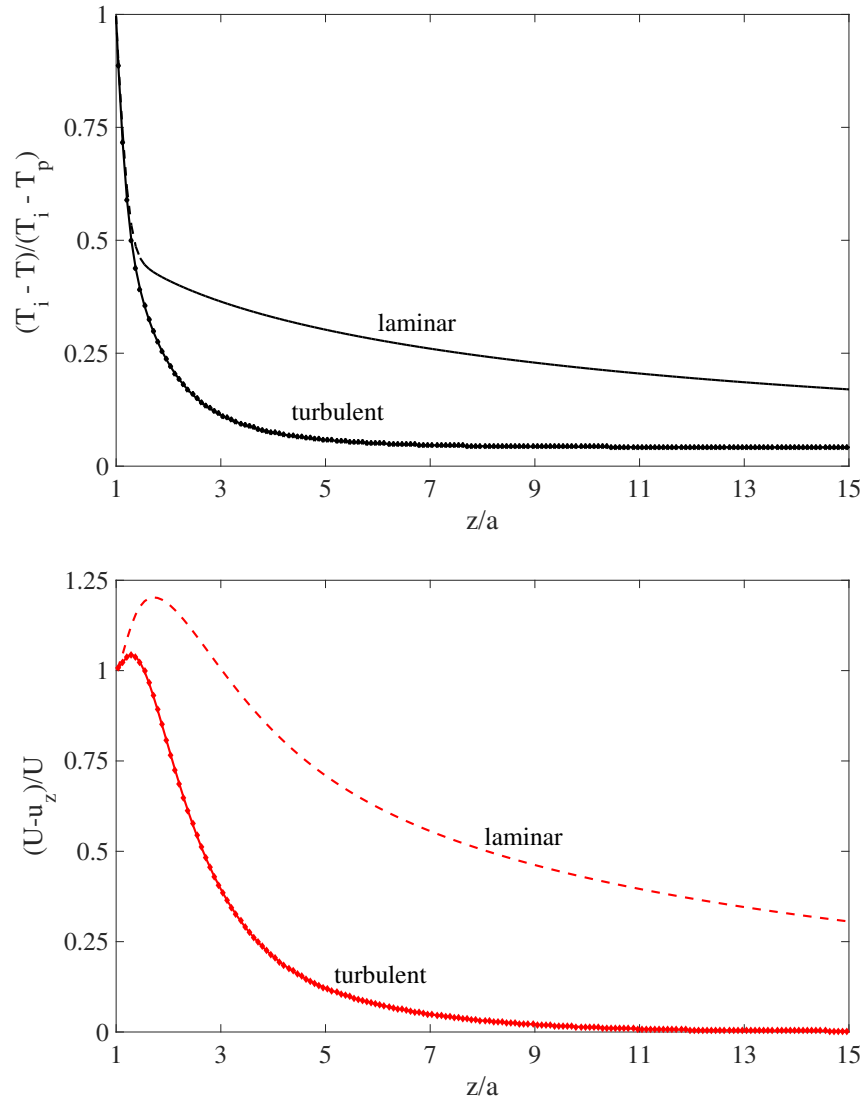 1
0.75
0.5
0.25
0
(T_i - T)/(T_i - T_p)
laminar
turbulent
1 3 5 7 9 11 13 15
z/a
1.25
1
0.75
0.5
0.25
0
(U-u_z)/U
laminar
turbulent
1 3 5 7 9 11 13 15
z/a